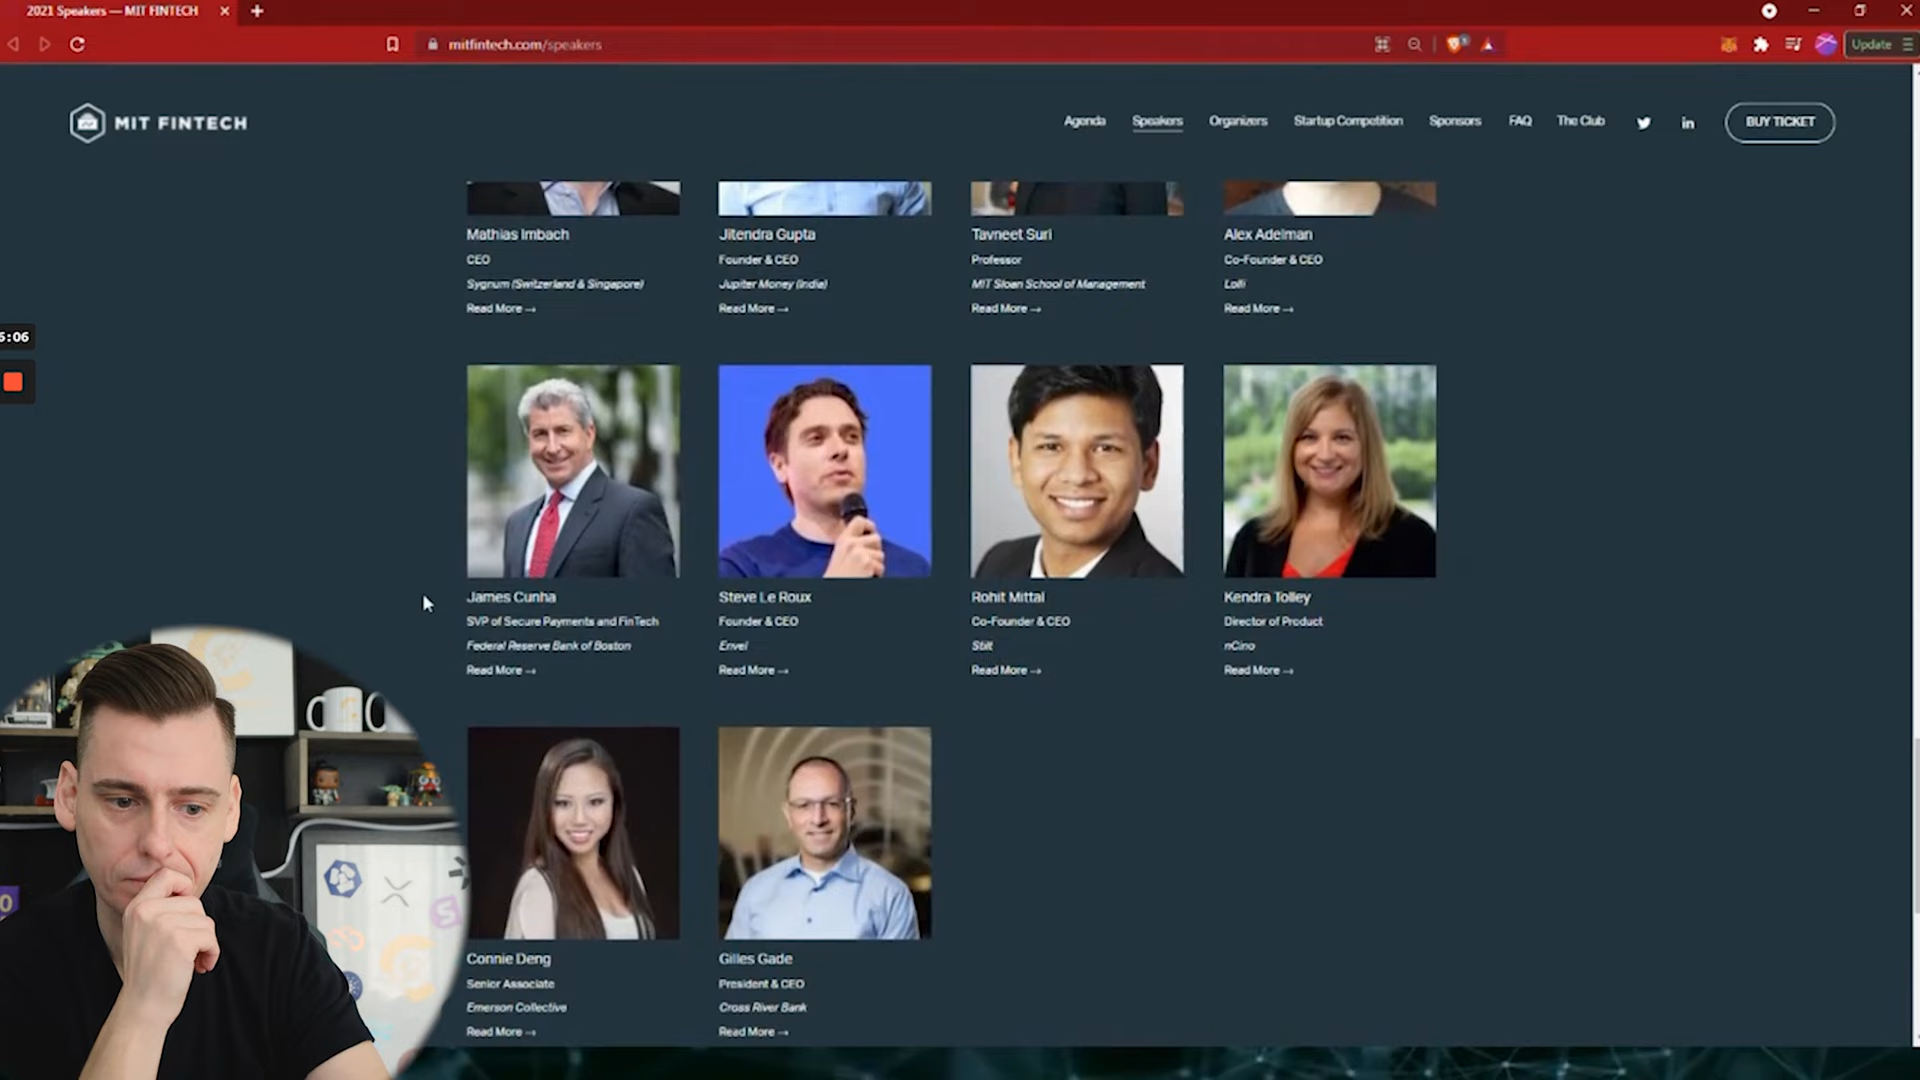 2021 Speakers — MIT FINTECH
mitfintech.com/speakers
Update
MIT FINTECH
Agenda
Speakers
Organizers
Startup Competition
Sponsors
FAQ
The Club
in
BUY TICKET
Mathias Imbach
CEO
Sygnum (Switzerland & Singapore)
Read More →
Jitendra Gupta
Founder & CEO
Jupiter Money (India)
Read More →
Tavneet Suri
Professor
MIT Sloan School of Management
Read More →
Alex Adelman
Co-Founder & CEO
Lolli
Read More →
5:06
James Cunha
SVP of Secure Payments and FinTech
Federal Reserve Bank of Boston
Read More →
Steve Le Roux
Founder & CEO
Envel
Read More →
Rohit Mittal
Co-Founder & CEO
Stilt
Read More →
Kendra Tolley
Director of Product
nCino
Read More →
Connie Deng
Senior Associate
Emerson Collective
Read More →
Gilles Gade
President & CEO
Cross River Bank
Read More →